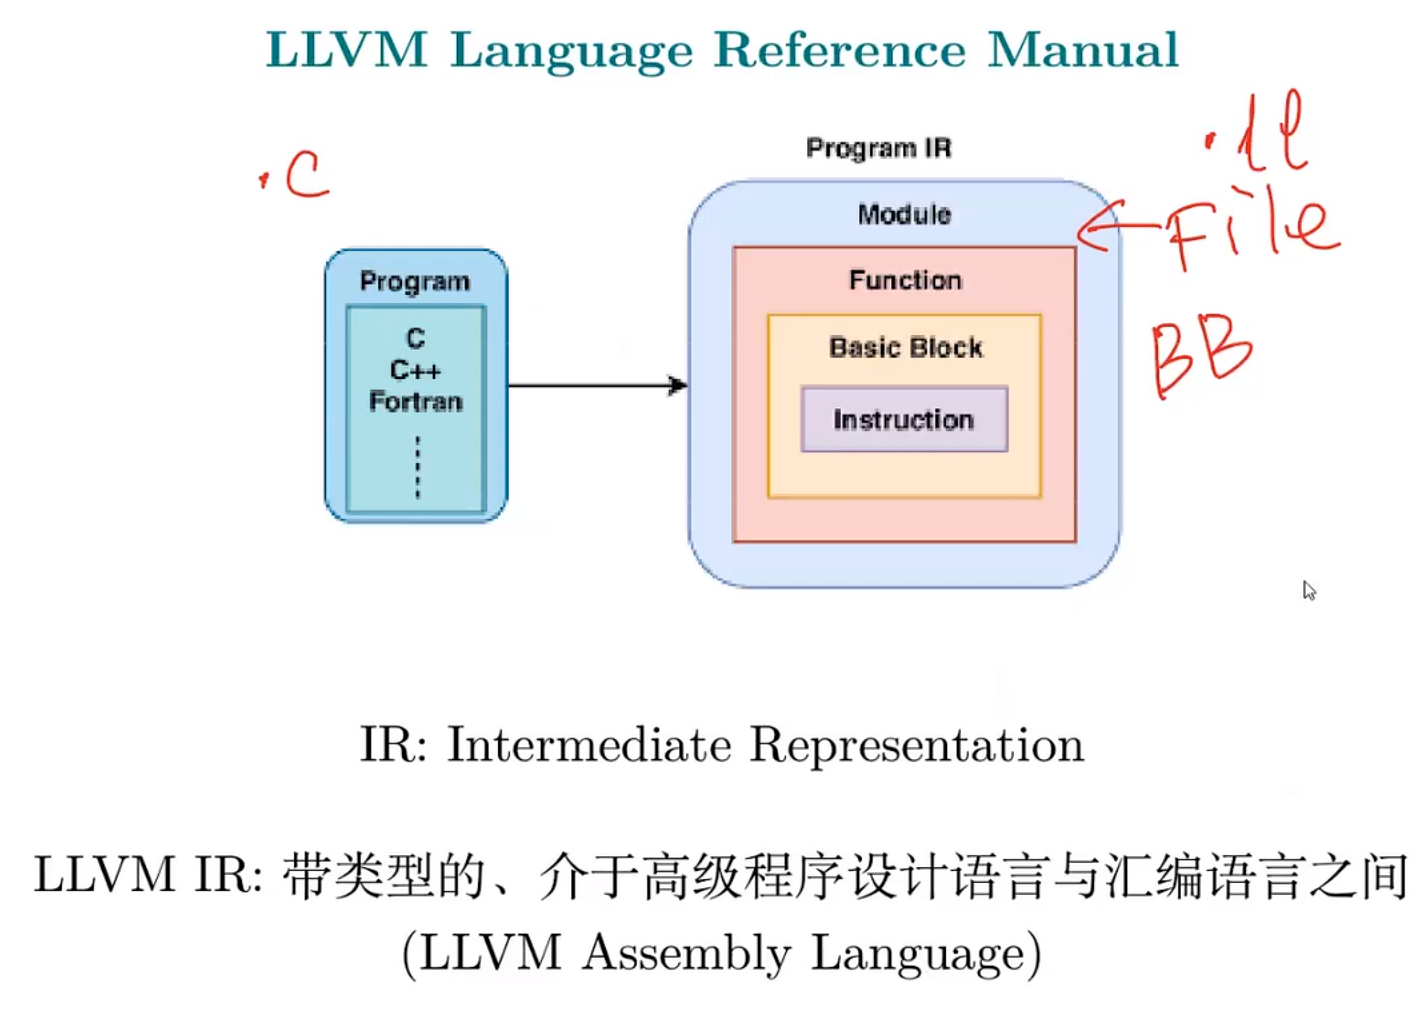 LLVM Language Reference Manual
.c
.ll
Program IR
Module
← File
Program
Function
C
C++
Fortran
BB
Basic Block
Instruction
IR: Intermediate Representation
LLVM IR: 带类型的、介于高级程序设计语言与汇编语言之间
(LLVM Assembly Language)